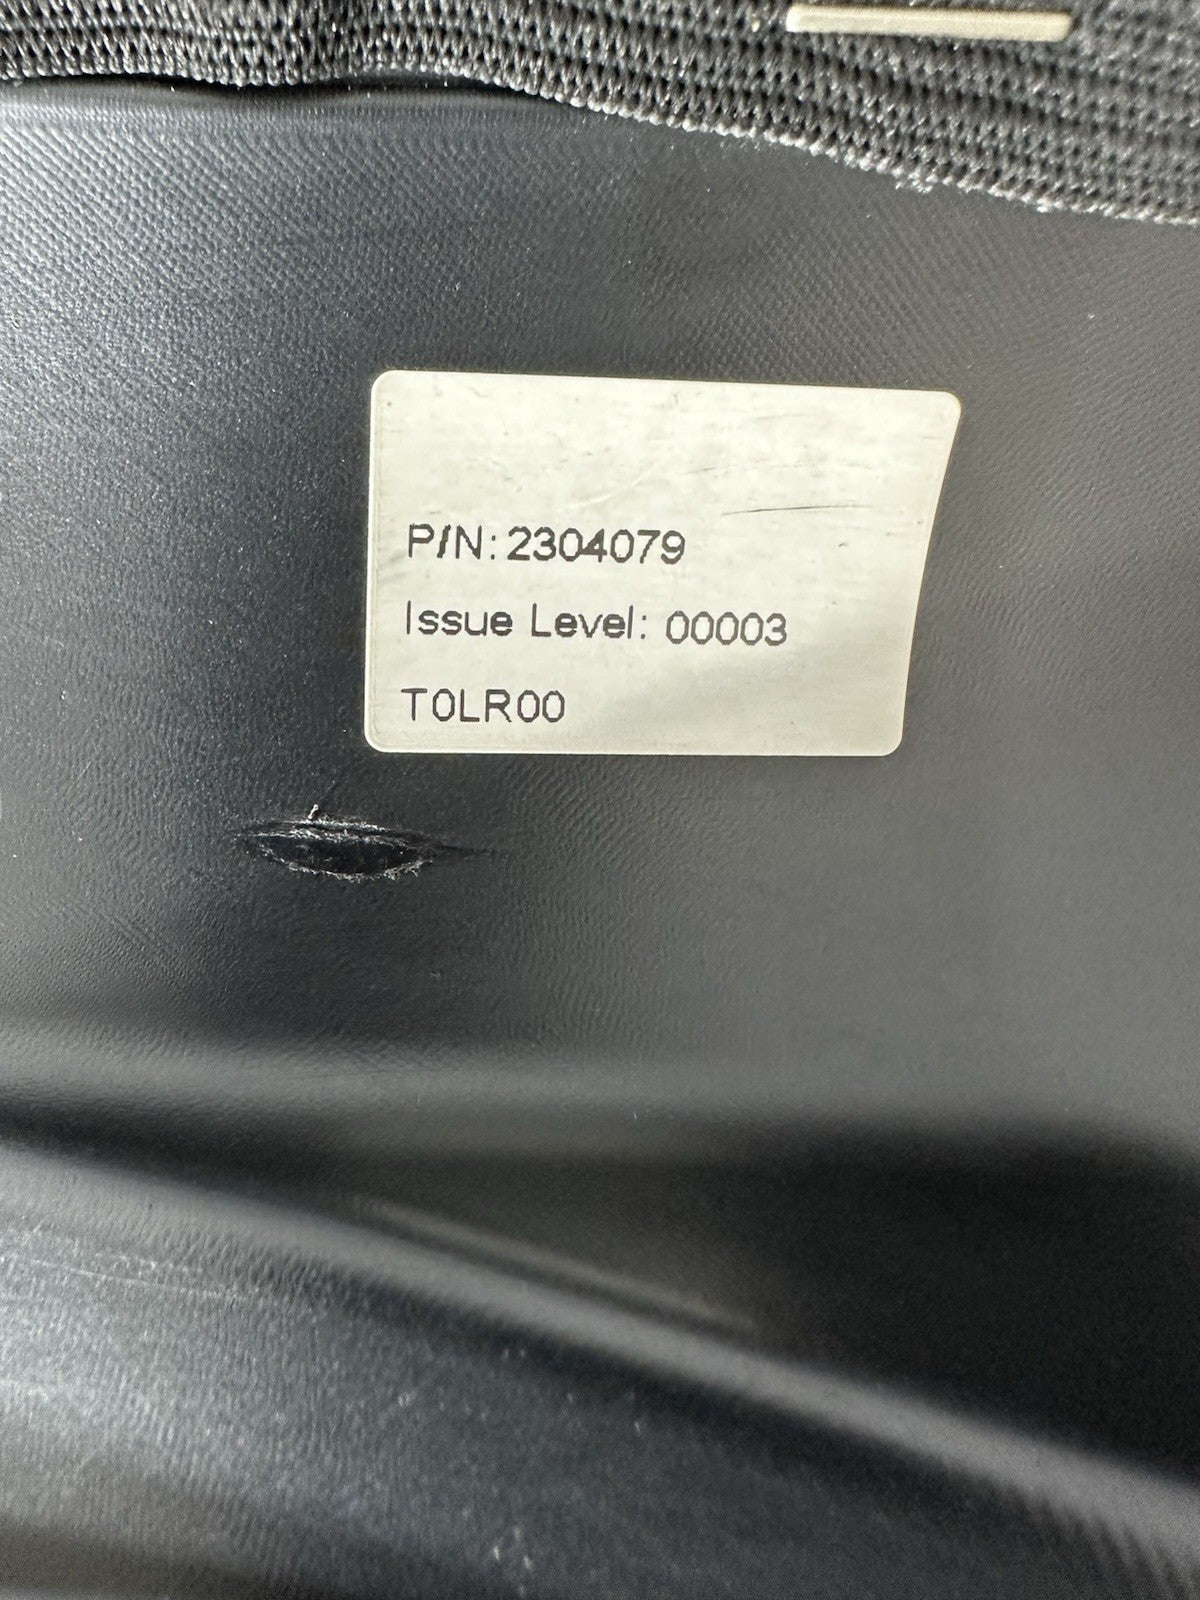 P/N: 2304079
Issue Level: 00003
T0LR00